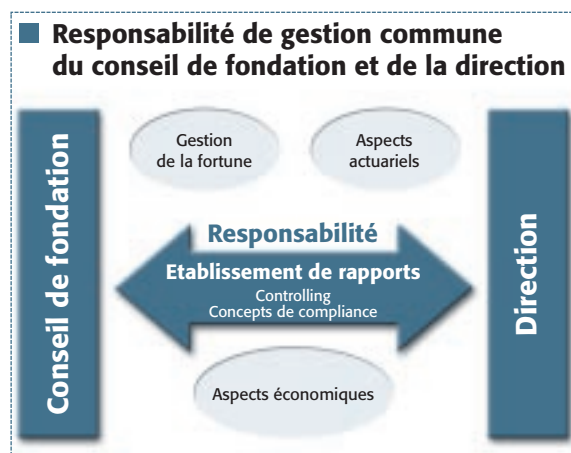 Responsabilité de gestion commune
du conseil de fondation et de la direction
Conseil de fondation
Gestion
de la fortune
Aspects
actuariels
Responsabilité
Etablissement de rapports
Controlling
Concepts de compliance
Aspects économiques
Direction